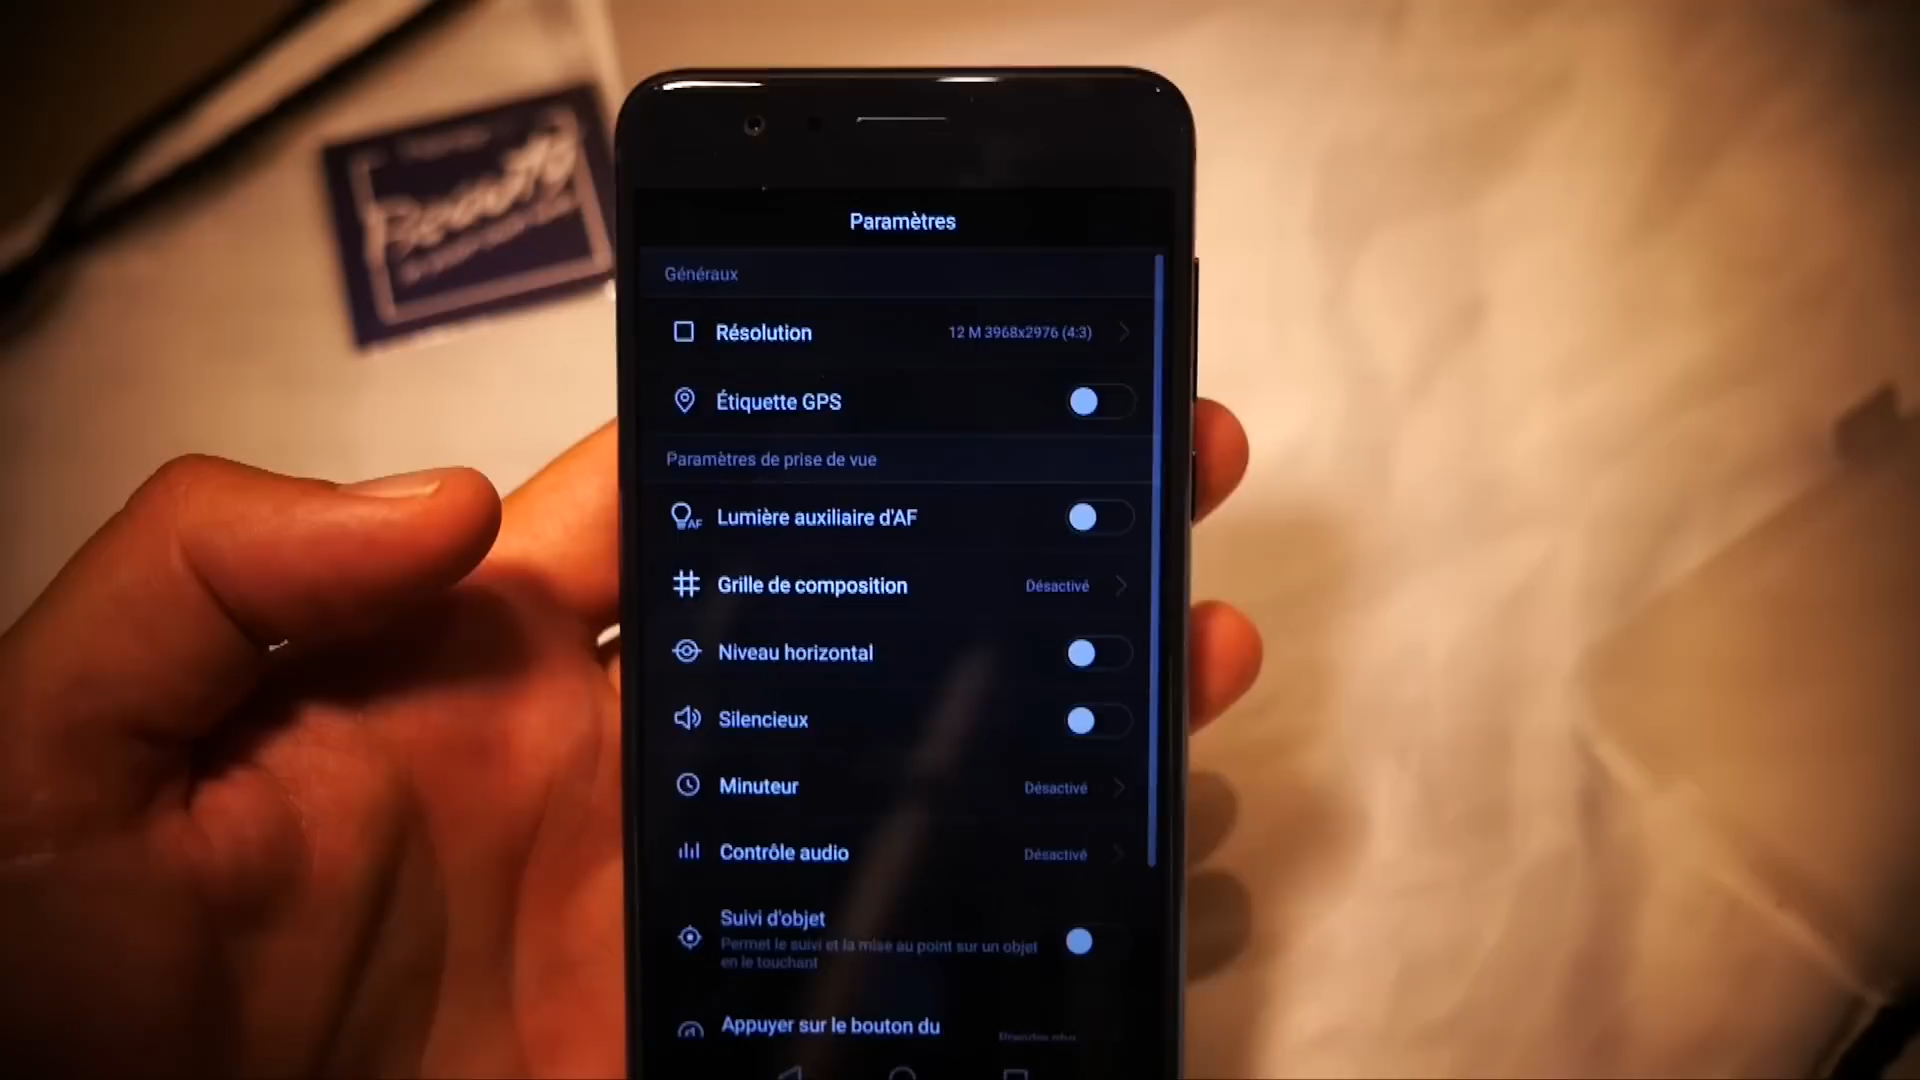 Paramètres
Généraux
Résolution 12 M 3968x2976 (4:3)
Étiquette GPS
Paramètres de prise de vue
AF Lumière auxiliaire d'AF
Grille de composition Désactivé
Niveau horizontal
Silencieux
Minuteur Désactivé
Contrôle audio Désactivé
Suivi d'objet
Permet le suivi et la mise au point sur un objet
en le touchant
Appuyer sur le bouton du